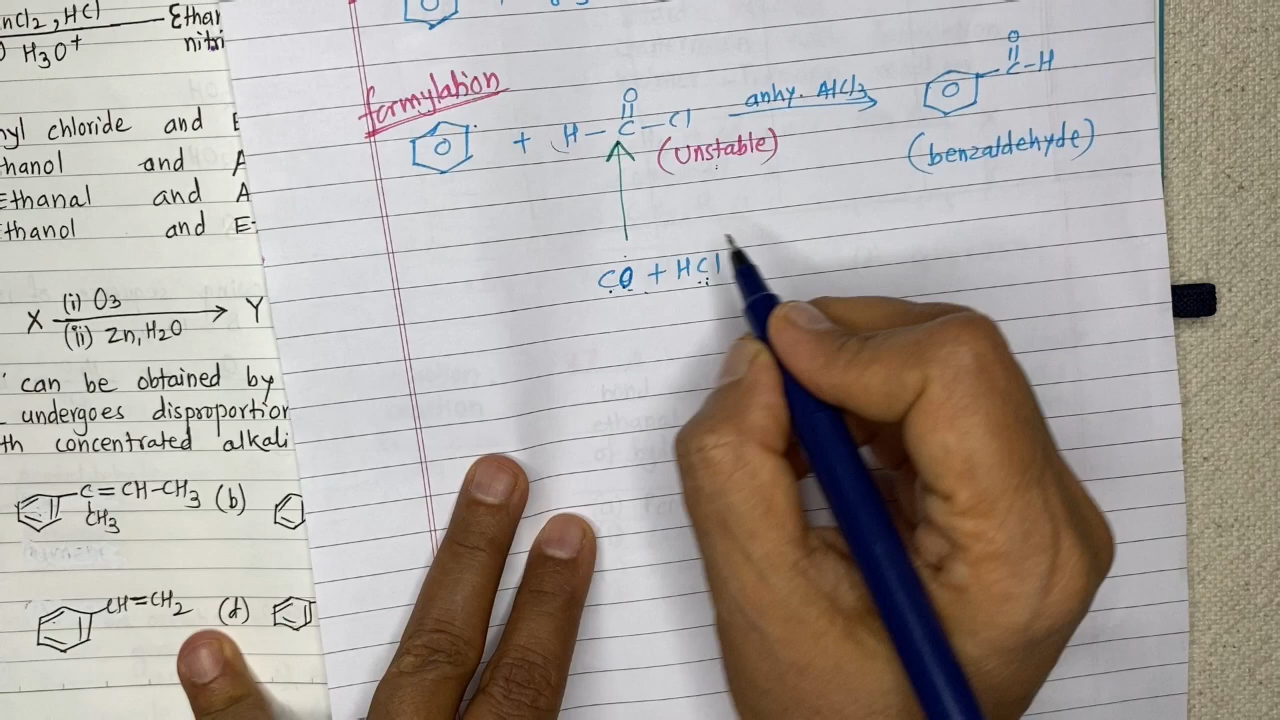 nCl2, HCl
H3O+
Ethan
nitri
nyl chloride and E
thanol and A
Ethanal and A
thanol and E
X (i) O3 Y
(ii) Zn, H2O
can be obtained by
undergoes disproportion
th concentrated alkali
C=CH-CH3 (b)
CH3
CH=CH2 (d)
formylation
O
H-C-Cl
+
(Unstable)
anhy. AlCl3
O
C-H
(benzaldehyde)
CO + HCl